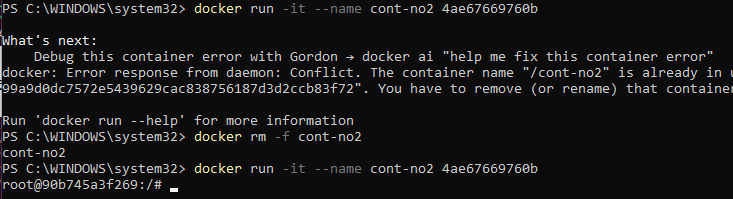 PS C:\WINDOWS\system32> docker run -it --name cont-no2 4ae67669760b
What's next:
Debug this container error with Gordon → docker ai "help me fix this container error"
docker: Error response from daemon: Conflict. The container name "/cont-no2" is already in u
99a9d0dc7572e5439629cac838756187d3d2ccb83f72". You have to remove (or rename) that container
Run 'docker run --help' for more information
PS C:\WINDOWS\system32> docker rm -f cont-no2
cont-no2
PS C:\WINDOWS\system32> docker run -it --name cont-no2 4ae67669760b
root@90b745a3f269:/#